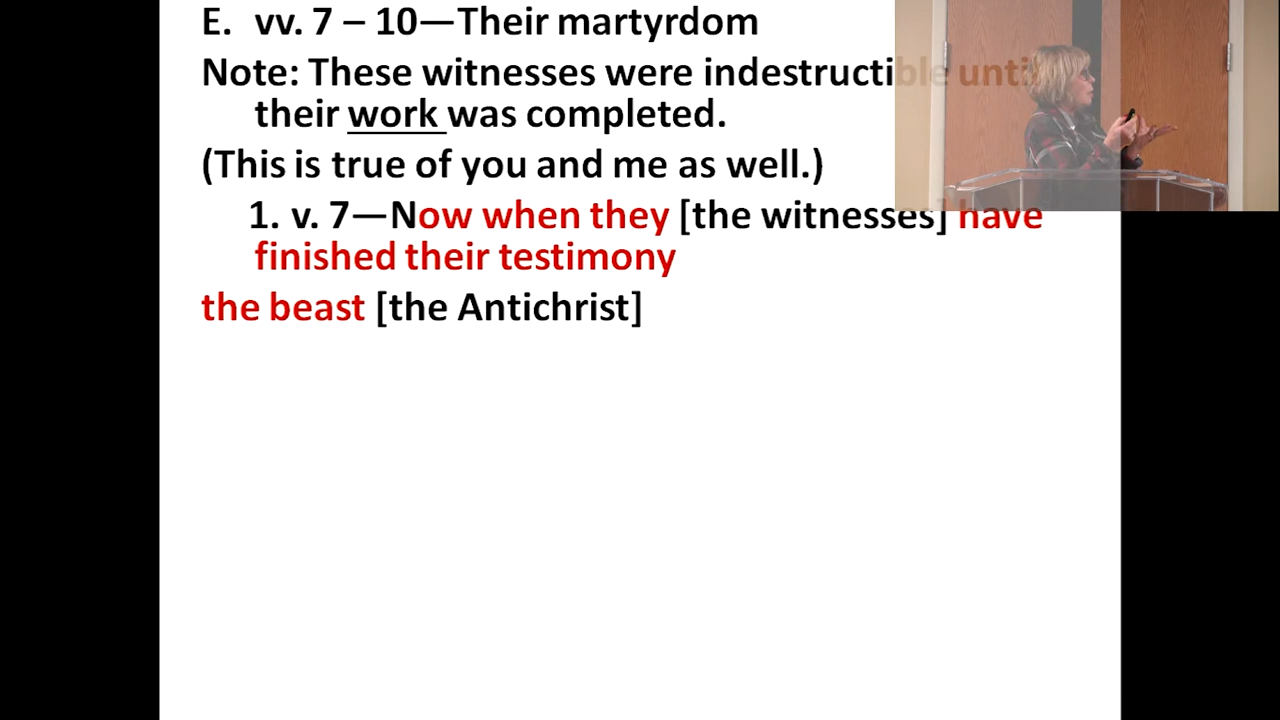 E. vv. 7 – 10—Their martyrdom
Note: These witnesses were indestructible until
their work was completed.
(This is true of you and me as well.)
1. v. 7—Now when they [the witnesses] have
finished their testimony
the beast [the Antichrist]